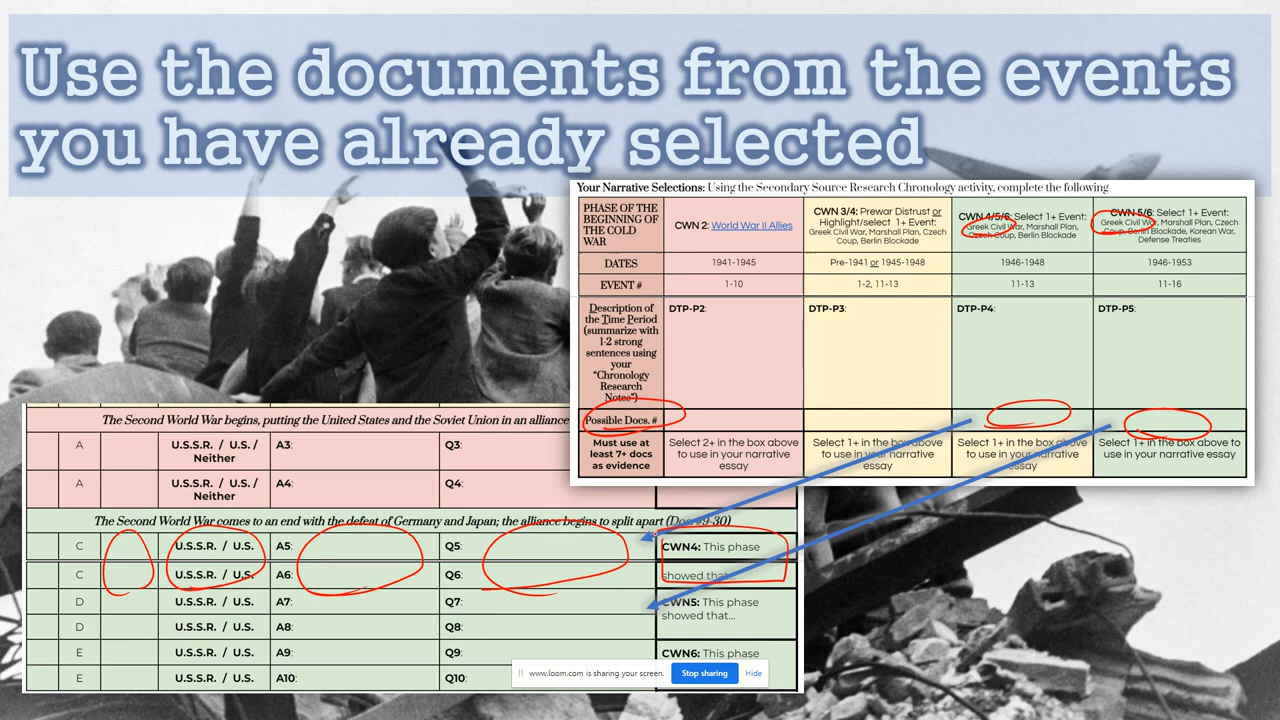 Use the documents from the events
you have already selected
Your Narrative Selections: Using the Secondary Source Research Chronology activity, complete the following
PHASE OF THE
BEGINNING OF
THE COLD
WAR
CWN 2: World War II Allies
CWN 3/4: Prewar Distrust or
Highlight/select 1+ Event:
Greek Civil War, Marshall Plan, Czech
Coup, Berlin Blockade
CWN 4/5/6: Select 1+ Event:
Greek Civil War, Marshall Plan,
Czech Coup, Berlin Blockade
CWN 5/6: Select 1+ Event:
Greek Civil War, Marshall Plan, Czech
Coup, Berlin Blockade, Korean War,
Defense Treaties
DATES
1941-1945
Pre-1941 or 1945-1948
1946-1948
1946-1953
EVENT #
1-10
1-2, 11-13
11-13
11-16
Description of
the Time Period
(summarize with
1-2 strong
sentences using
your
"Chronology
Research
Notes")
DTP-P2:
DTP-P3:
DTP-P4:
DTP-P5:
Possible Docs. #
Must use at
least 7+ docs
as evidence
Select 2+ in the box above
to use in your narrative
essay
Select 1+ in the box above
to use in your narrative
essay
Select 1+ in the box above
to use in your narrative
essay
Select 1+ in the box above to
use in your narrative essay
The Second World War begins, putting the United States and the Soviet Union in an alliance
A
U.S.S.R. / U.S. /
Neither
A3:
Q3:
A
U.S.S.R. / U.S. /
Neither
A4:
Q4:
The Second World War comes to an end with the defeat of Germany and Japan; the alliance begins to split apart (Docs #9-30)
C
U.S.S.R. / U.S.
A5:
Q5:
CWN4: This phase
showed that...
C
U.S.S.R. / U.S.
A6:
Q6:
D
U.S.S.R. / U.S.
A7:
Q7:
CWN5: This phase
showed that...
D
U.S.S.R. / U.S.
A8:
Q8:
E
U.S.S.R. / U.S.
A9:
Q9:
CWN6: This phase
E
U.S.S.R. / U.S.
A10:
Q10:
www.loom.com is sharing your screen.
Stop sharing
Hide